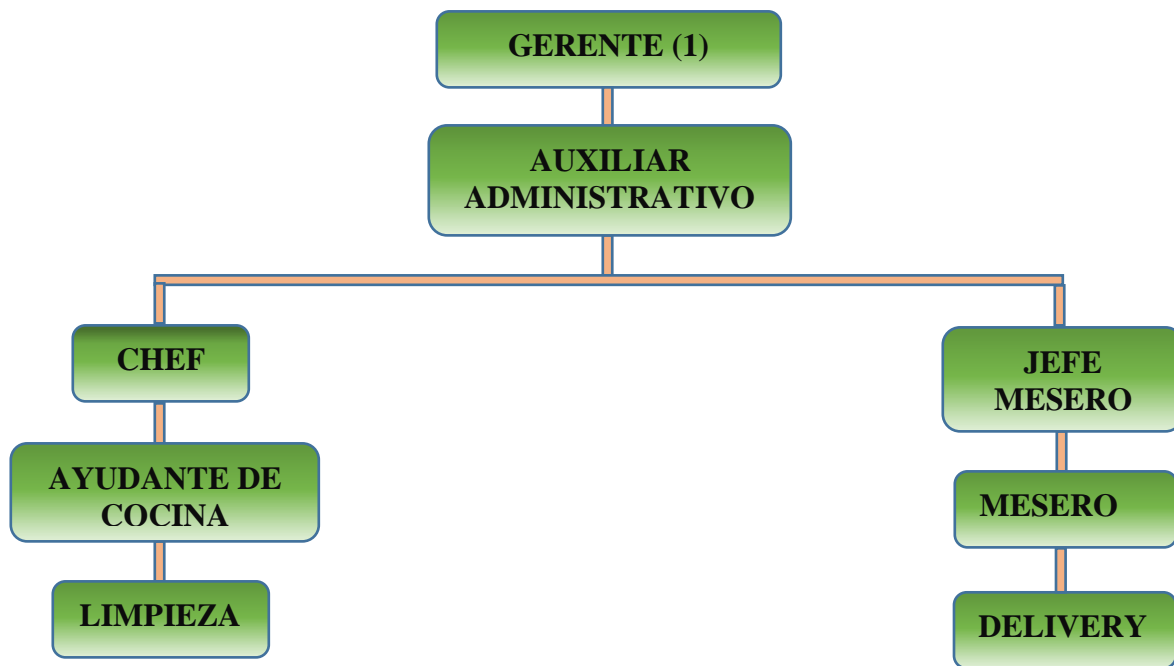 GERENTE (1)
AUXILIAR
ADMINISTRATIVO
CHEF
AYUDANTE DE
COCINA
LIMPIEZA
JEFE
MESERO
MESERO
DELIVERY